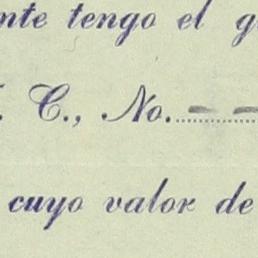 nte tengo el g
. C., No. — —
cuyo valor de